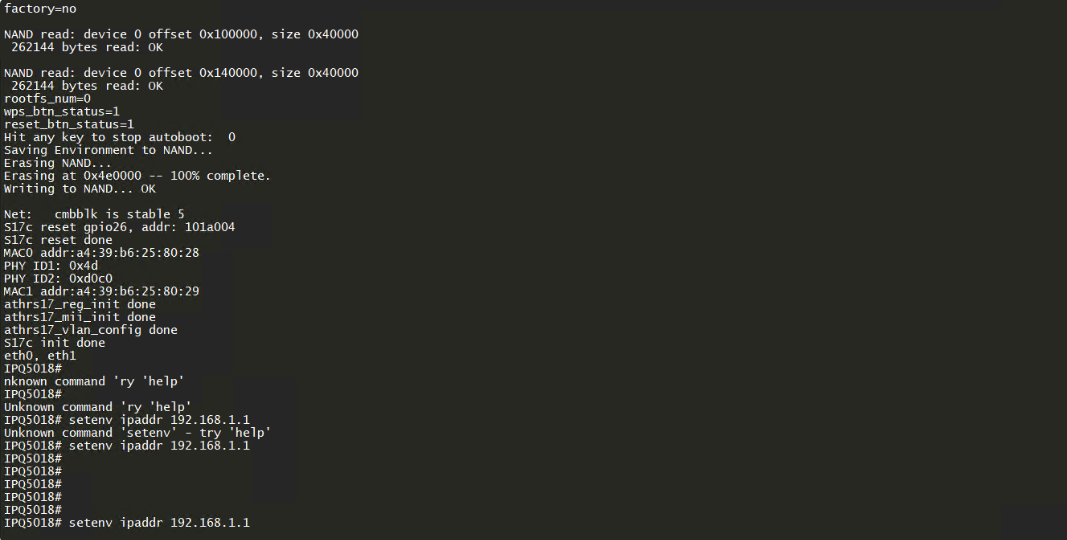 factory=no
NAND read: device 0 offset 0x100000, size 0x40000
262144 bytes read: OK
NAND read: device 0 offset 0x140000, size 0x40000
262144 bytes read: OK
rootfs_num=0
wps_btn_status=1
reset_btn_status=1
Hit any key to stop autoboot:  0
Saving Environment to NAND...
Erasing NAND...
Erasing at 0x4e0000 -- 100% complete.
Writing to NAND... OK
Net:   cmbblk is stable 5
S17c reset gpio26, addr: 101a004
S17c reset done
MAC0 addr:a4:39:b6:25:80:28
PHY ID1: 0x4d
PHY ID2: 0xd0c0
MAC1 addr:a4:39:b6:25:80:29
athrs17_reg_init done
athrs17_mii_init done
athrs17_vlan_config done
S17c init done
eth0, eth1
IPQ5018#
nknown command 'ry 'help'
IPQ5018#
Unknown command 'ry 'help'
IPQ5018# setenv ipaddr 192.168.1.1
Unknown command 'setenv' - try 'help'
IPQ5018# setenv ipaddr 192.168.1.1
IPQ5018#
IPQ5018#
IPQ5018#
IPQ5018#
IPQ5018#
IPQ5018# setenv ipaddr 192.168.1.1